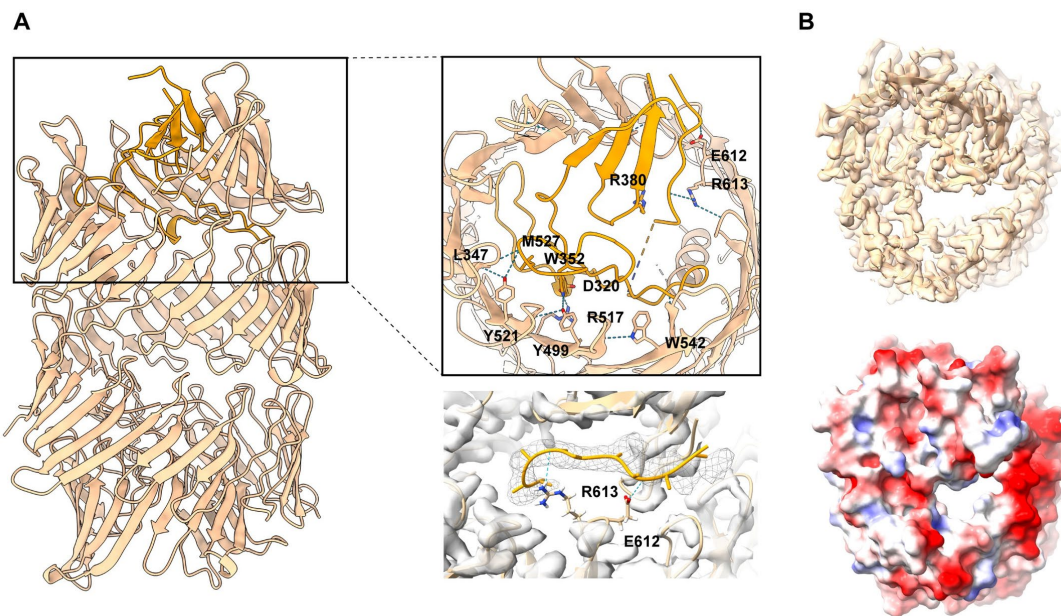 A
B
E612
R380
R613
M527
L347
W352
D320
R517
Y521
W542
Y499
R613
E612